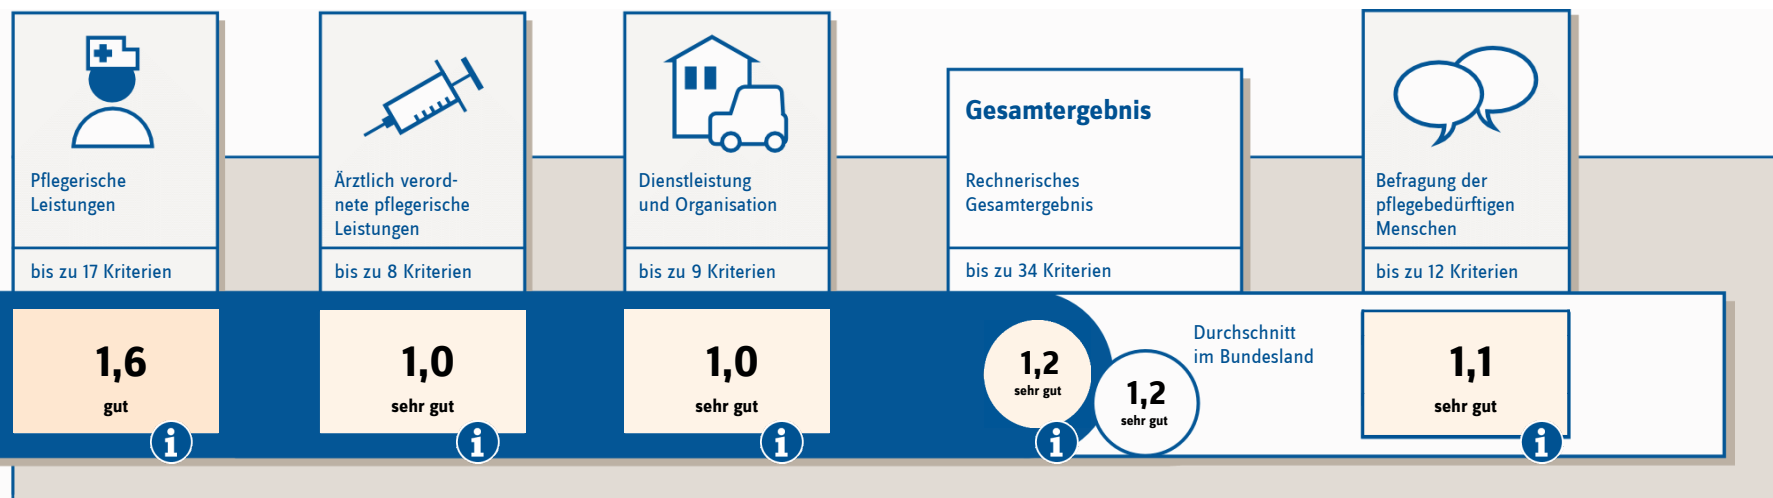 Pflegerische
Leistungen
bis zu 17 Kriterien
1,6
gut
i
Ärztlich verord-
nete pflegerische
Leistungen
bis zu 8 Kriterien
1,0
sehr gut
i
Dienstleistung
und Organisation
bis zu 9 Kriterien
1,0
sehr gut
i
Gesamtergebnis
Rechnerisches
Gesamtergebnis
bis zu 34 Kriterien
1,2
sehr gut
i
1,2
sehr gut
Durchschnitt
im Bundesland
Befragung der
pflegebedürftigen
Menschen
bis zu 12 Kriterien
1,1
sehr gut
i